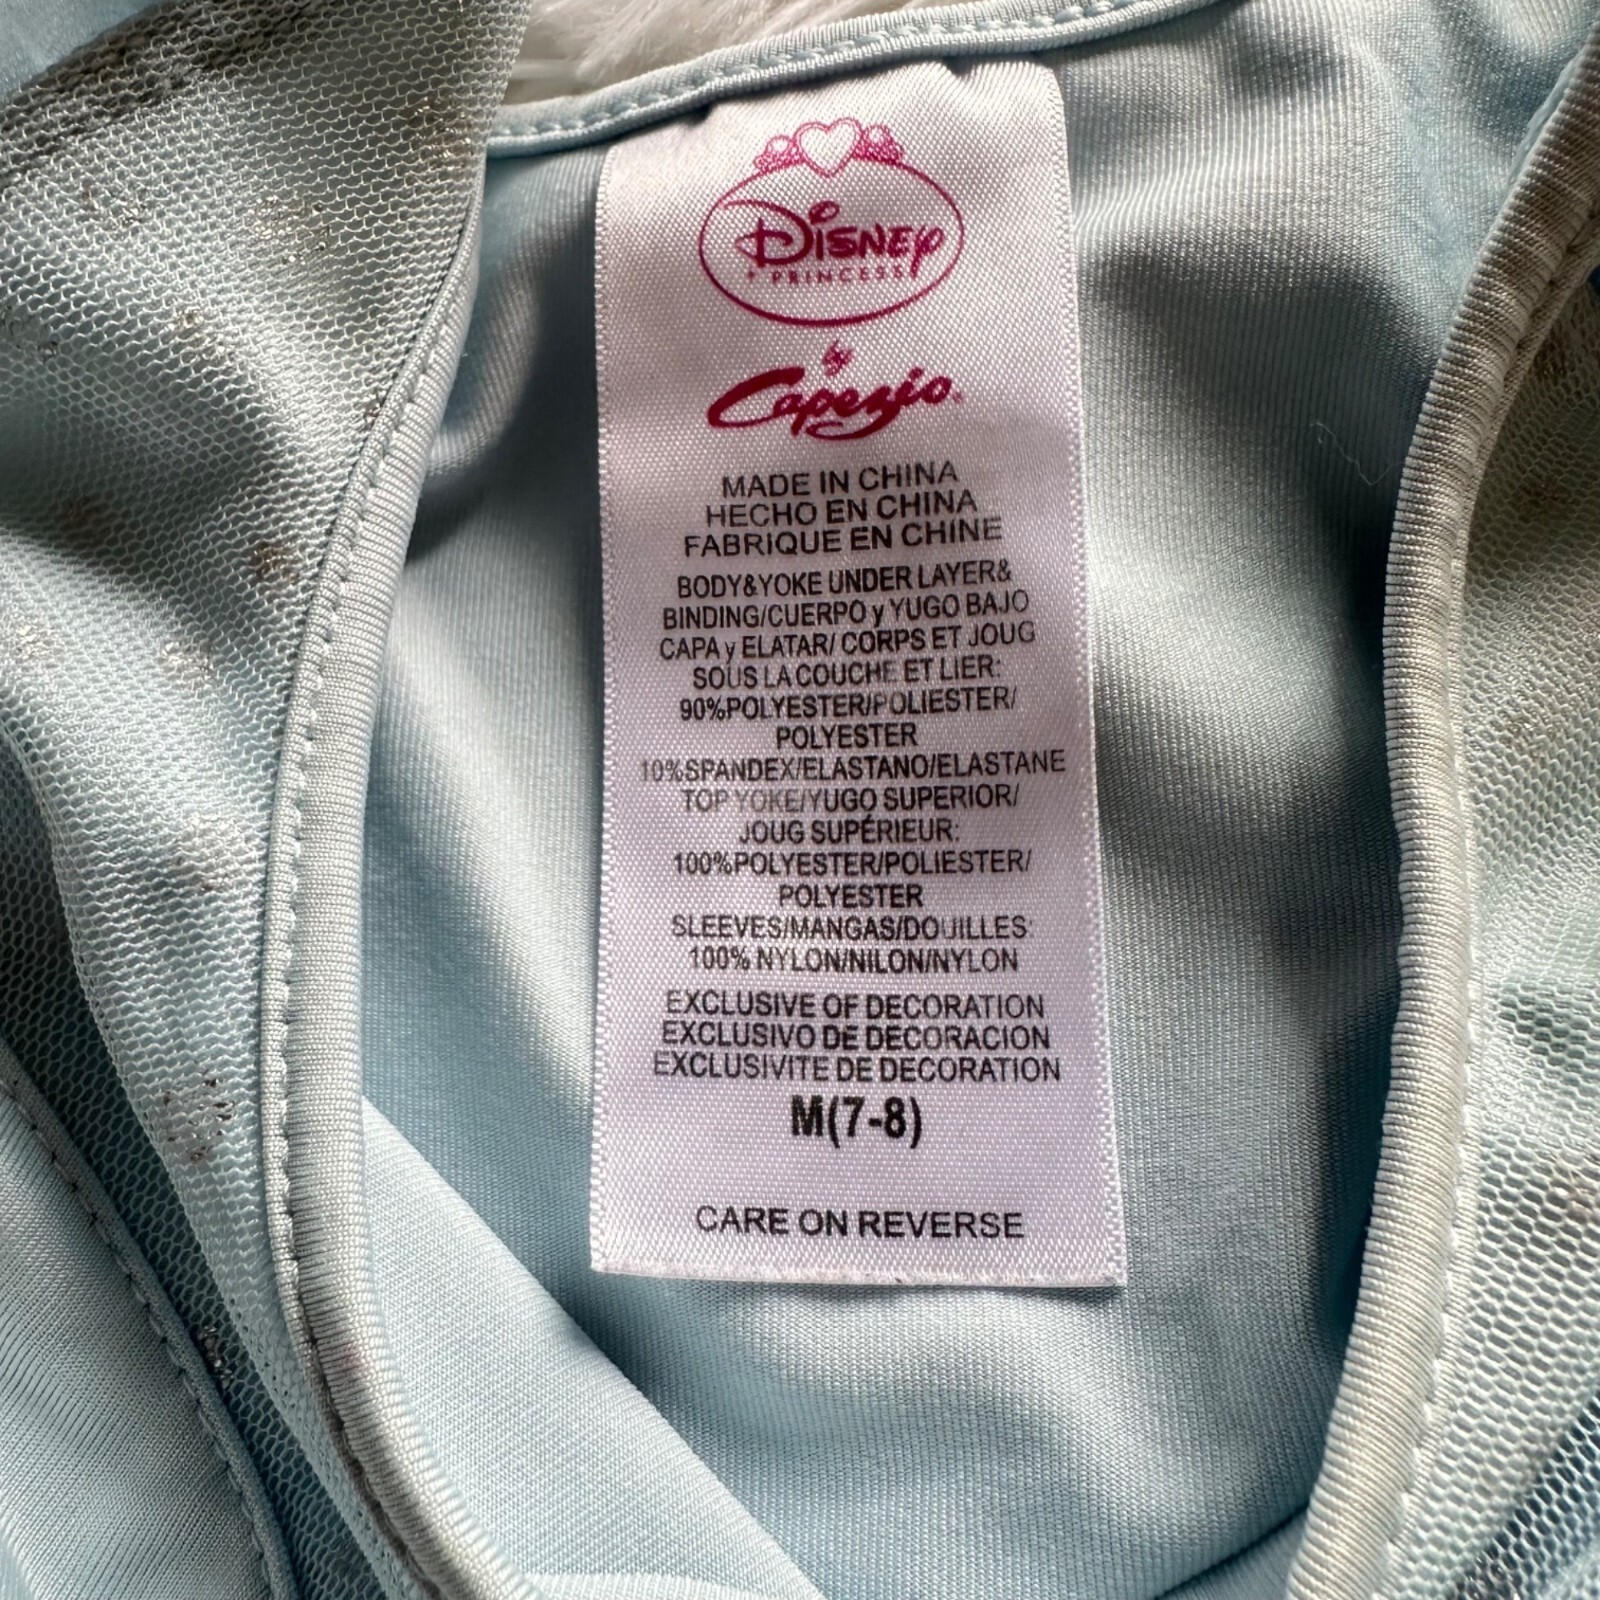 Disney
PRINCESS
by
Capezio®
MADE IN CHINA
HECHO EN CHINA
FABRIQUE EN CHINE
BODY&YOKE UNDER LAYER&
BINDING/CUERPO y YUGO BAJO
CAPA y ELATAR/ CORPS ET JOUG
SOUS LA COUCHE ET LIER:
90%POLYESTER/POLIESTER/
POLYESTER
10%SPANDEX/ELASTANO/ELASTANE
TOP YOKE/YUGO SUPERIOR/
JOUG SUPÉRIEUR:
100%POLYESTER/POLIESTER/
POLYESTER
SLEEVES/MANGAS/DOUILLES:
100% NYLON/NILON/NYLON
EXCLUSIVE OF DECORATION
EXCLUSIVO DE DECORACION
EXCLUSIVITE DE DECORATION
M(7-8)
CARE ON REVERSE